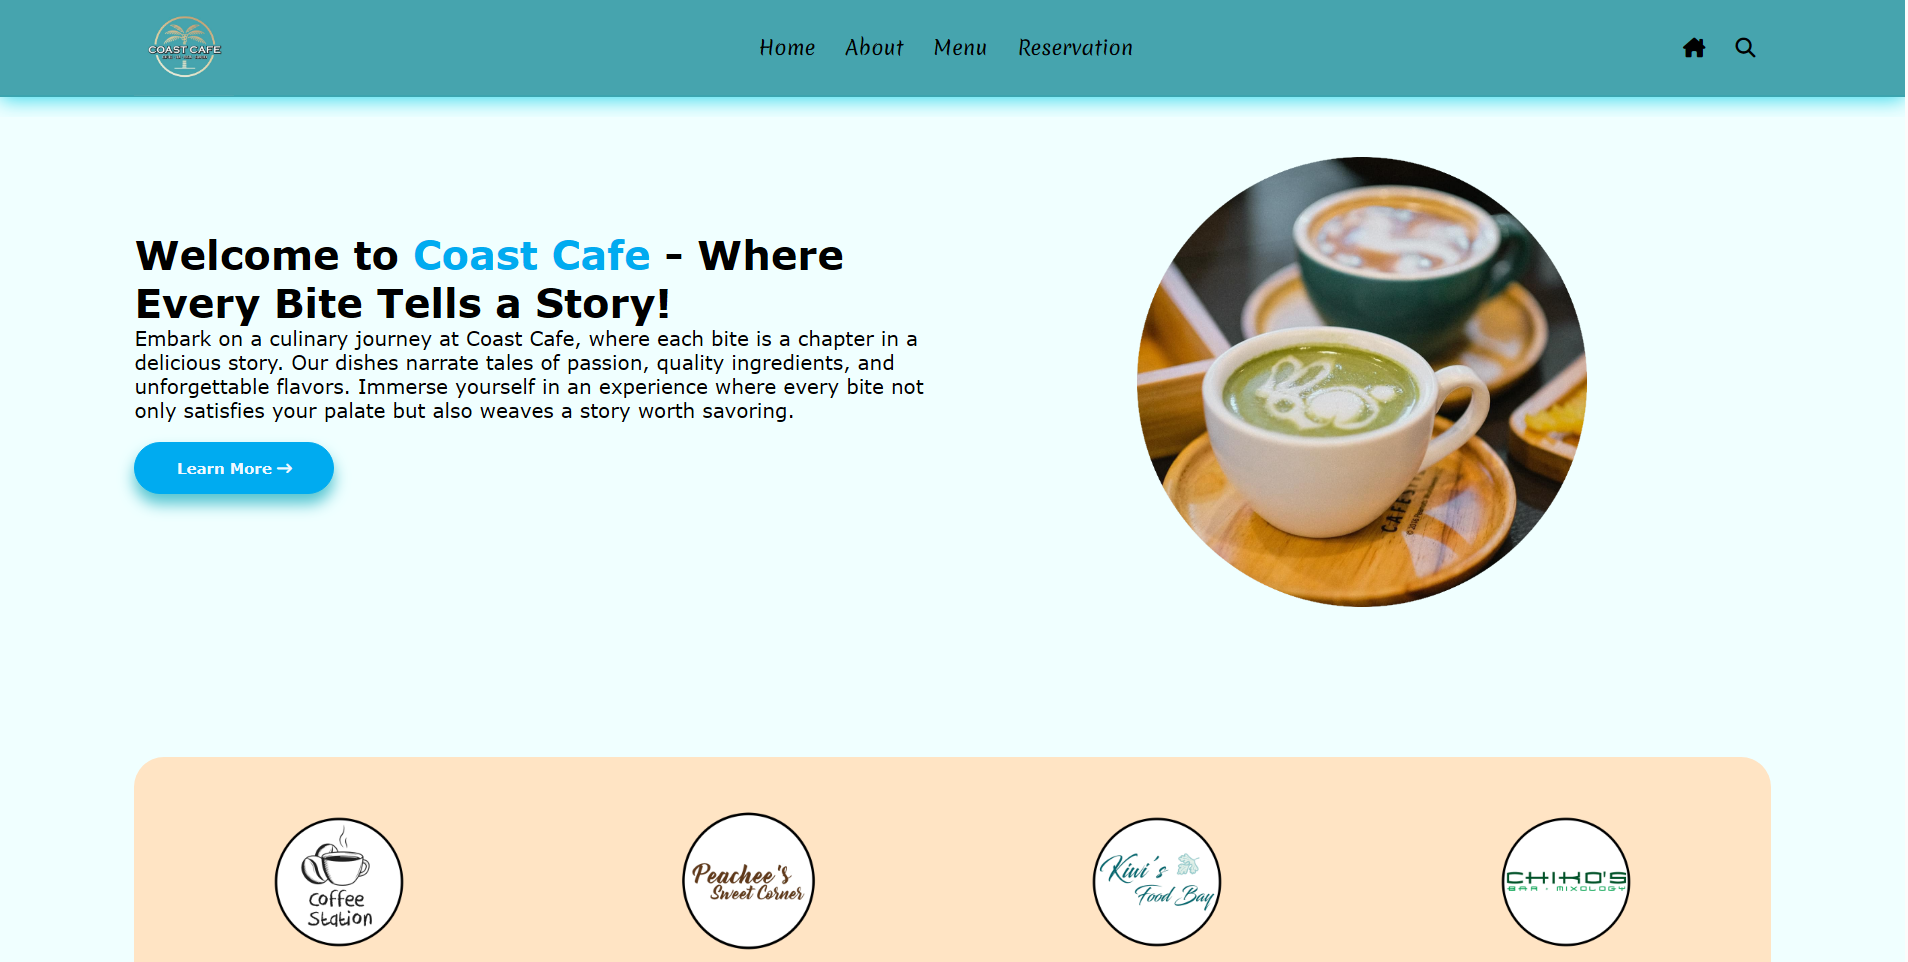 COAST CAFE
Home About Menu Reservation
Welcome to Coast Cafe - Where
Every Bite Tells a Story!
Embark on a culinary journey at Coast Cafe, where each bite is a chapter in a
delicious story. Our dishes narrate tales of passion, quality ingredients, and
unforgettable flavors. Immerse yourself in an experience where every bite not
only satisfies your palate but also weaves a story worth savoring.
Learn More →
Coffee
Station
Peachee's
Sweet Corner
Kiwi's
Food Bay
CHIKO'S
BAR · MIXOLOGY